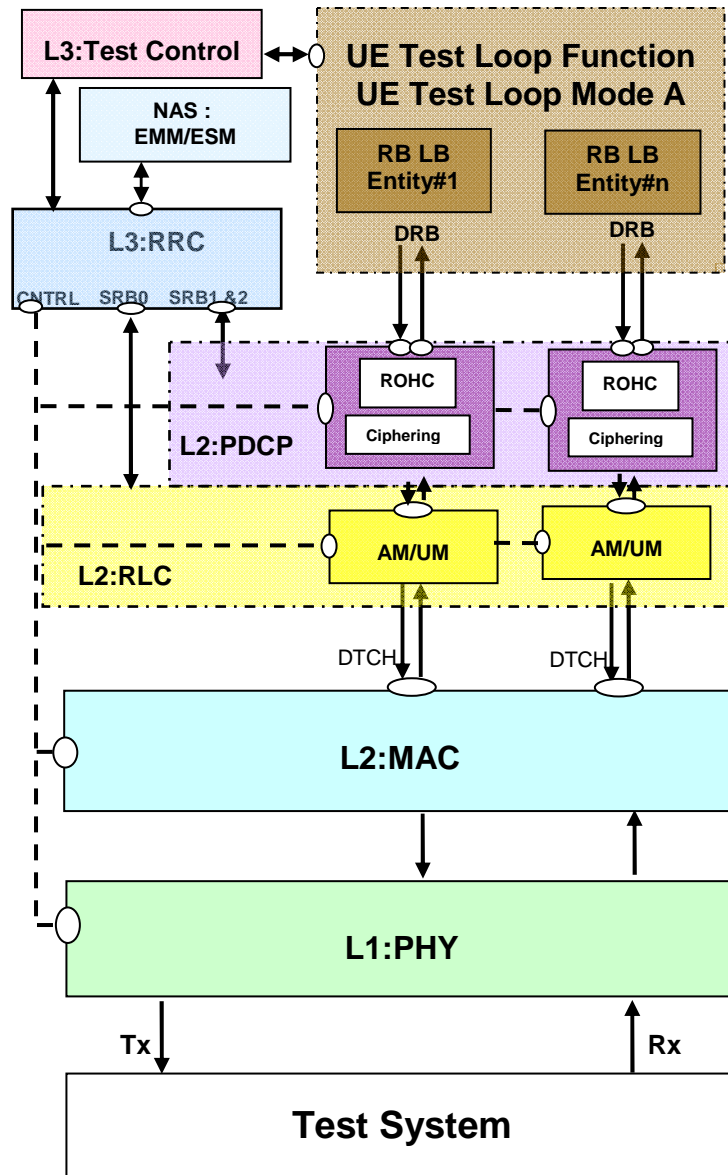 L3:Test Control
UE Test Loop Function
UE Test Loop Mode A
NAS :
EMM/ESM
RB LB
Entity#1
RB LB
Entity#n
DRB
DRB
L3:RRC
CNTRL
SRB0
SRB1 &2
ROHC
Ciphering
ROHC
Ciphering
L2:PDCP
AM/UM
AM/UM
L2:RLC
DTCH
DTCH
L2:MAC
L1:PHY
Tx
Rx
Test System